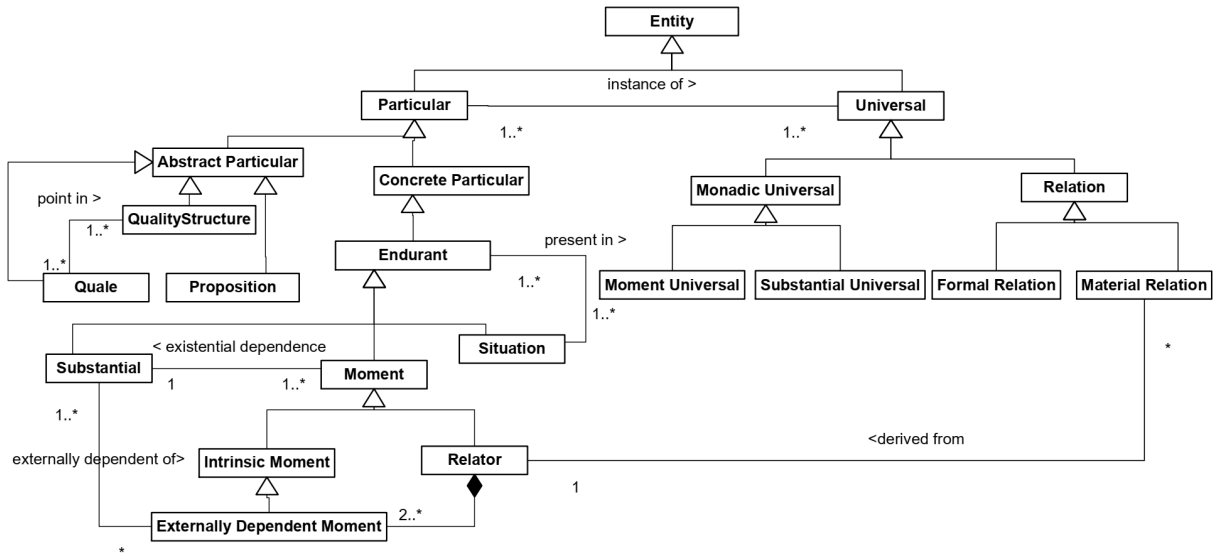 Entity
instance of >
Particular
Universal
1..*
1..*
Abstract Particular
Concrete Particular
Monadic Universal
Relation
point in >
QualityStructure
1..*
Endurant
present in >
1..*
Quale
Proposition
1..*
Moment Universal
Substantial Universal
Formal Relation
Material Relation
1..*
< existential dependence
Situation
*
Substantial
Moment
1
1..*
1..*
<derived from
externally dependent of>
Intrinsic Moment
Relator
1
2..*
Externally Dependent Moment
*